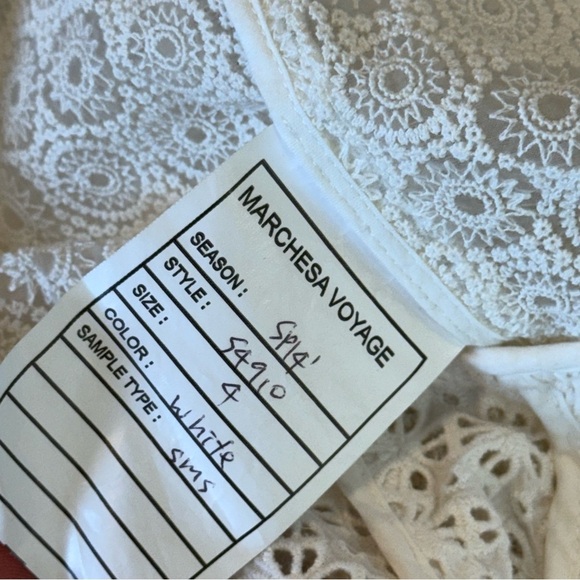 MARCHESA VOYAGE
SEASON: SP14'
STYLE: S4910
SIZE: 4
COLOR: White
SAMPLE TYPE: SMS